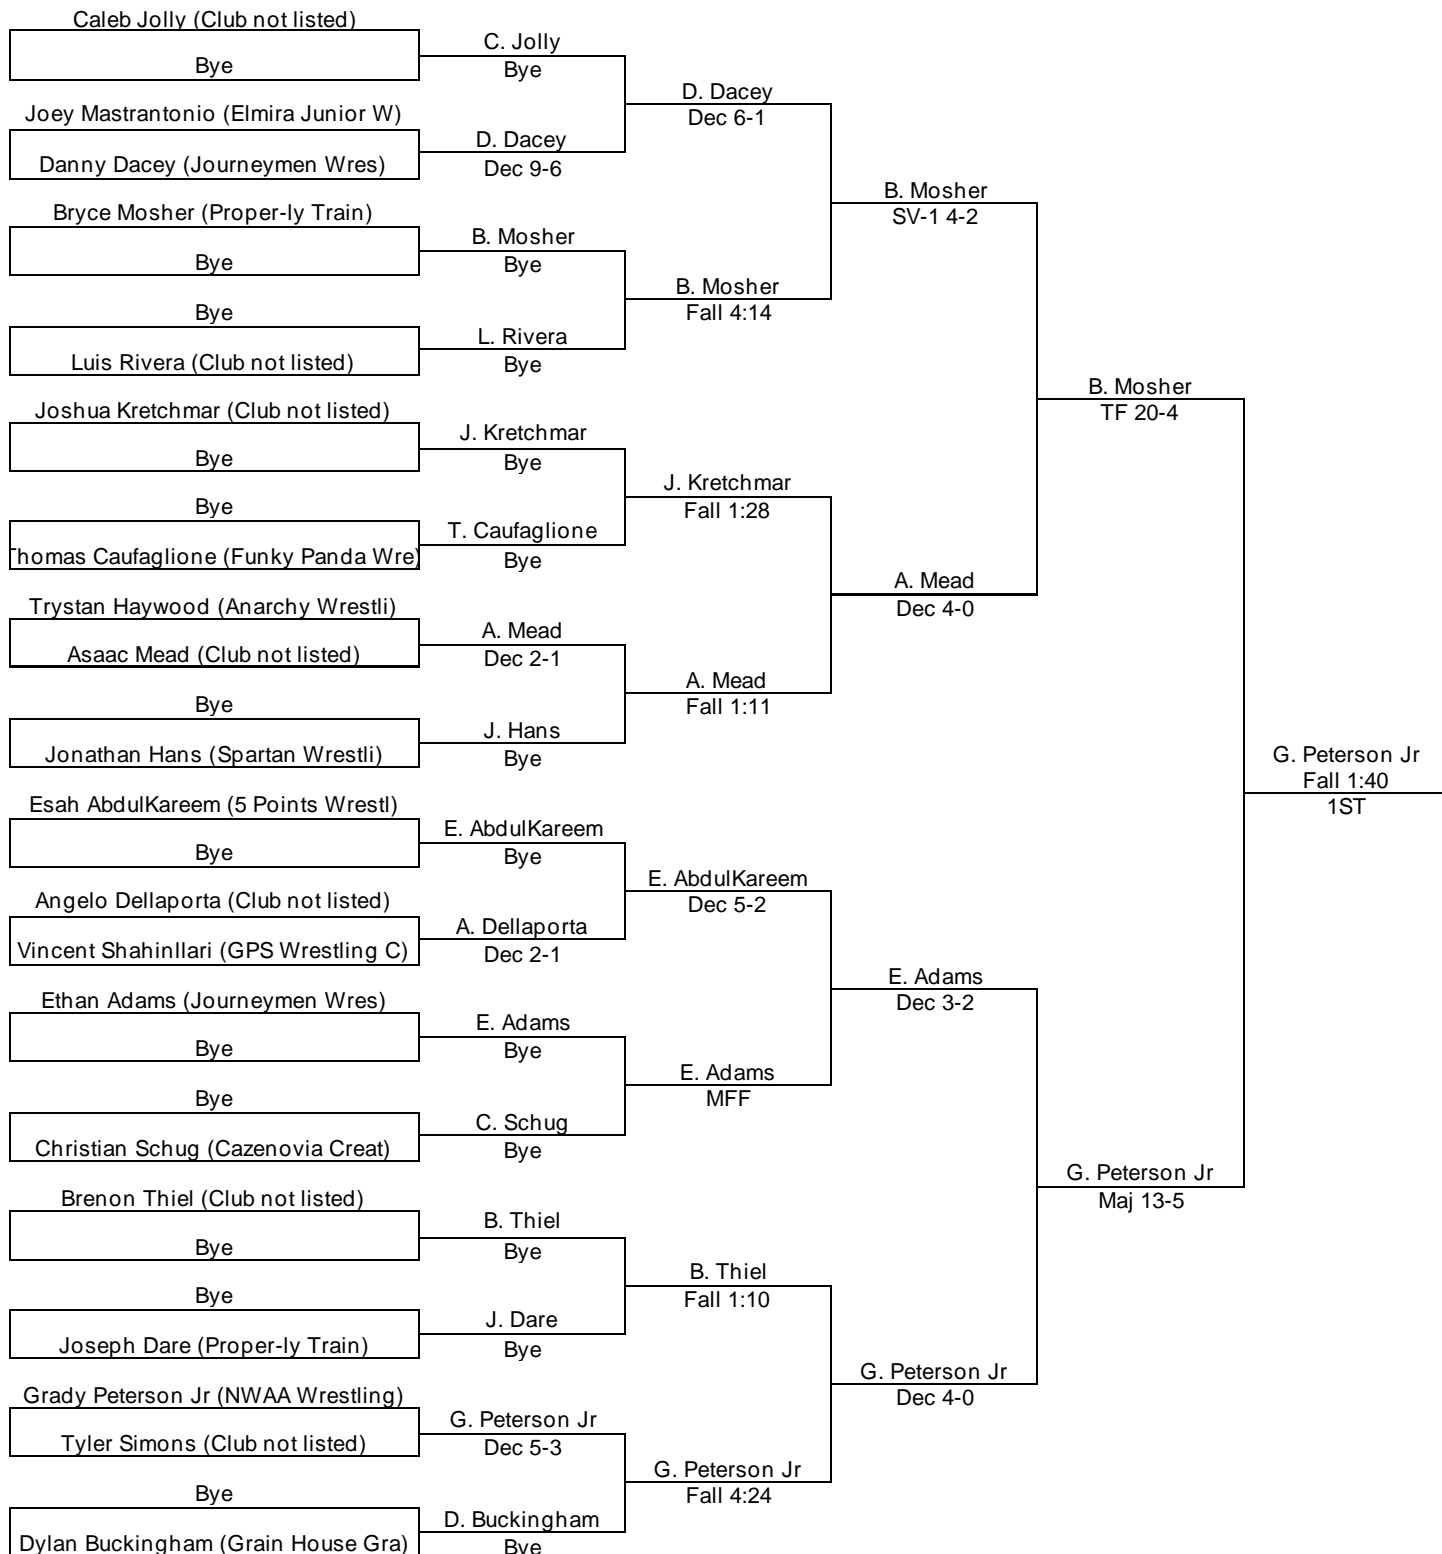 Caleb Jolly (Club not listed)
Bye
Joey Mastrantonio (Elmira Junior W)
Danny Dacey (Journeymen Wres)
Bryce Mosher (Proper-ly Train)
Bye
Bye
Luis Rivera (Club not listed)
Joshua Kretchmar (Club not listed)
Bye
Bye
Thomas Caufaglione (Funky Panda Wre)
Trystan Haywood (Anarchy Wrestli)
Asaac Mead (Club not listed)
Bye
Jonathan Hans (Spartan Wrestli)
Esah AbdulKareem (5 Points Wrestl)
Bye
Angelo Dellaporta (Club not listed)
Vincent Shahinllari (GPS Wrestling C)
Ethan Adams (Journeymen Wres)
Bye
Bye
Christian Schug (Cazenovia Creat)
Brenon Thiel (Club not listed)
Bye
Bye
Joseph Dare (Proper-ly Train)
Grady Peterson Jr (NWAA Wrestling)
Tyler Simons (Club not listed)
Bye
Dylan Buckingham (Grain House Gra)
C. Jolly
Bye
D. Dacey
Dec 9-6
B. Mosher
Bye
L. Rivera
Bye
J. Kretchmar
Bye
T. Caufaglione
Bye
A. Mead
Dec 2-1
J. Hans
Bye
E. AbdulKareem
Bye
A. Dellaporta
Dec 2-1
E. Adams
Bye
C. Schug
Bye
B. Thiel
Bye
J. Dare
Bye
G. Peterson Jr
Dec 5-3
D. Buckingham
Bye
D. Dacey
Dec 6-1
B. Mosher
Fall 4:14
J. Kretchmar
Fall 1:28
A. Mead
Fall 1:11
E. AbdulKareem
Dec 5-2
E. Adams
MFF
B. Thiel
Fall 1:10
G. Peterson Jr
Fall 4:24
B. Mosher
SV-1 4-2
A. Mead
Dec 4-0
E. Adams
Dec 3-2
G. Peterson Jr
Dec 4-0
B. Mosher
TF 20-4
G. Peterson Jr
Maj 13-5
G. Peterson Jr
Fall 1:40
1ST